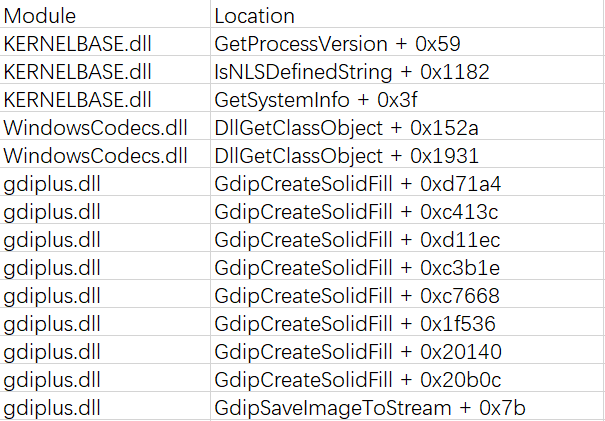 Module Location
KERNELBASE.dll GetProcessVersion + 0x59
KERNELBASE.dll IsNLSDefinedString + 0x1182
KERNELBASE.dll GetSystemInfo + 0x3f
WindowsCodecs.dll DllGetClassObject + 0x152a
WindowsCodecs.dll DllGetClassObject + 0x1931
gdiplus.dll GdipCreateSolidFill + 0xd71a4
gdiplus.dll GdipCreateSolidFill + 0xc413c
gdiplus.dll GdipCreateSolidFill + 0xd11ec
gdiplus.dll GdipCreateSolidFill + 0xc3b1e
gdiplus.dll GdipCreateSolidFill + 0xc7668
gdiplus.dll GdipCreateSolidFill + 0x1f536
gdiplus.dll GdipCreateSolidFill + 0x20140
gdiplus.dll GdipCreateSolidFill + 0x20b0c
gdiplus.dll GdipSaveImageToStream + 0x7b